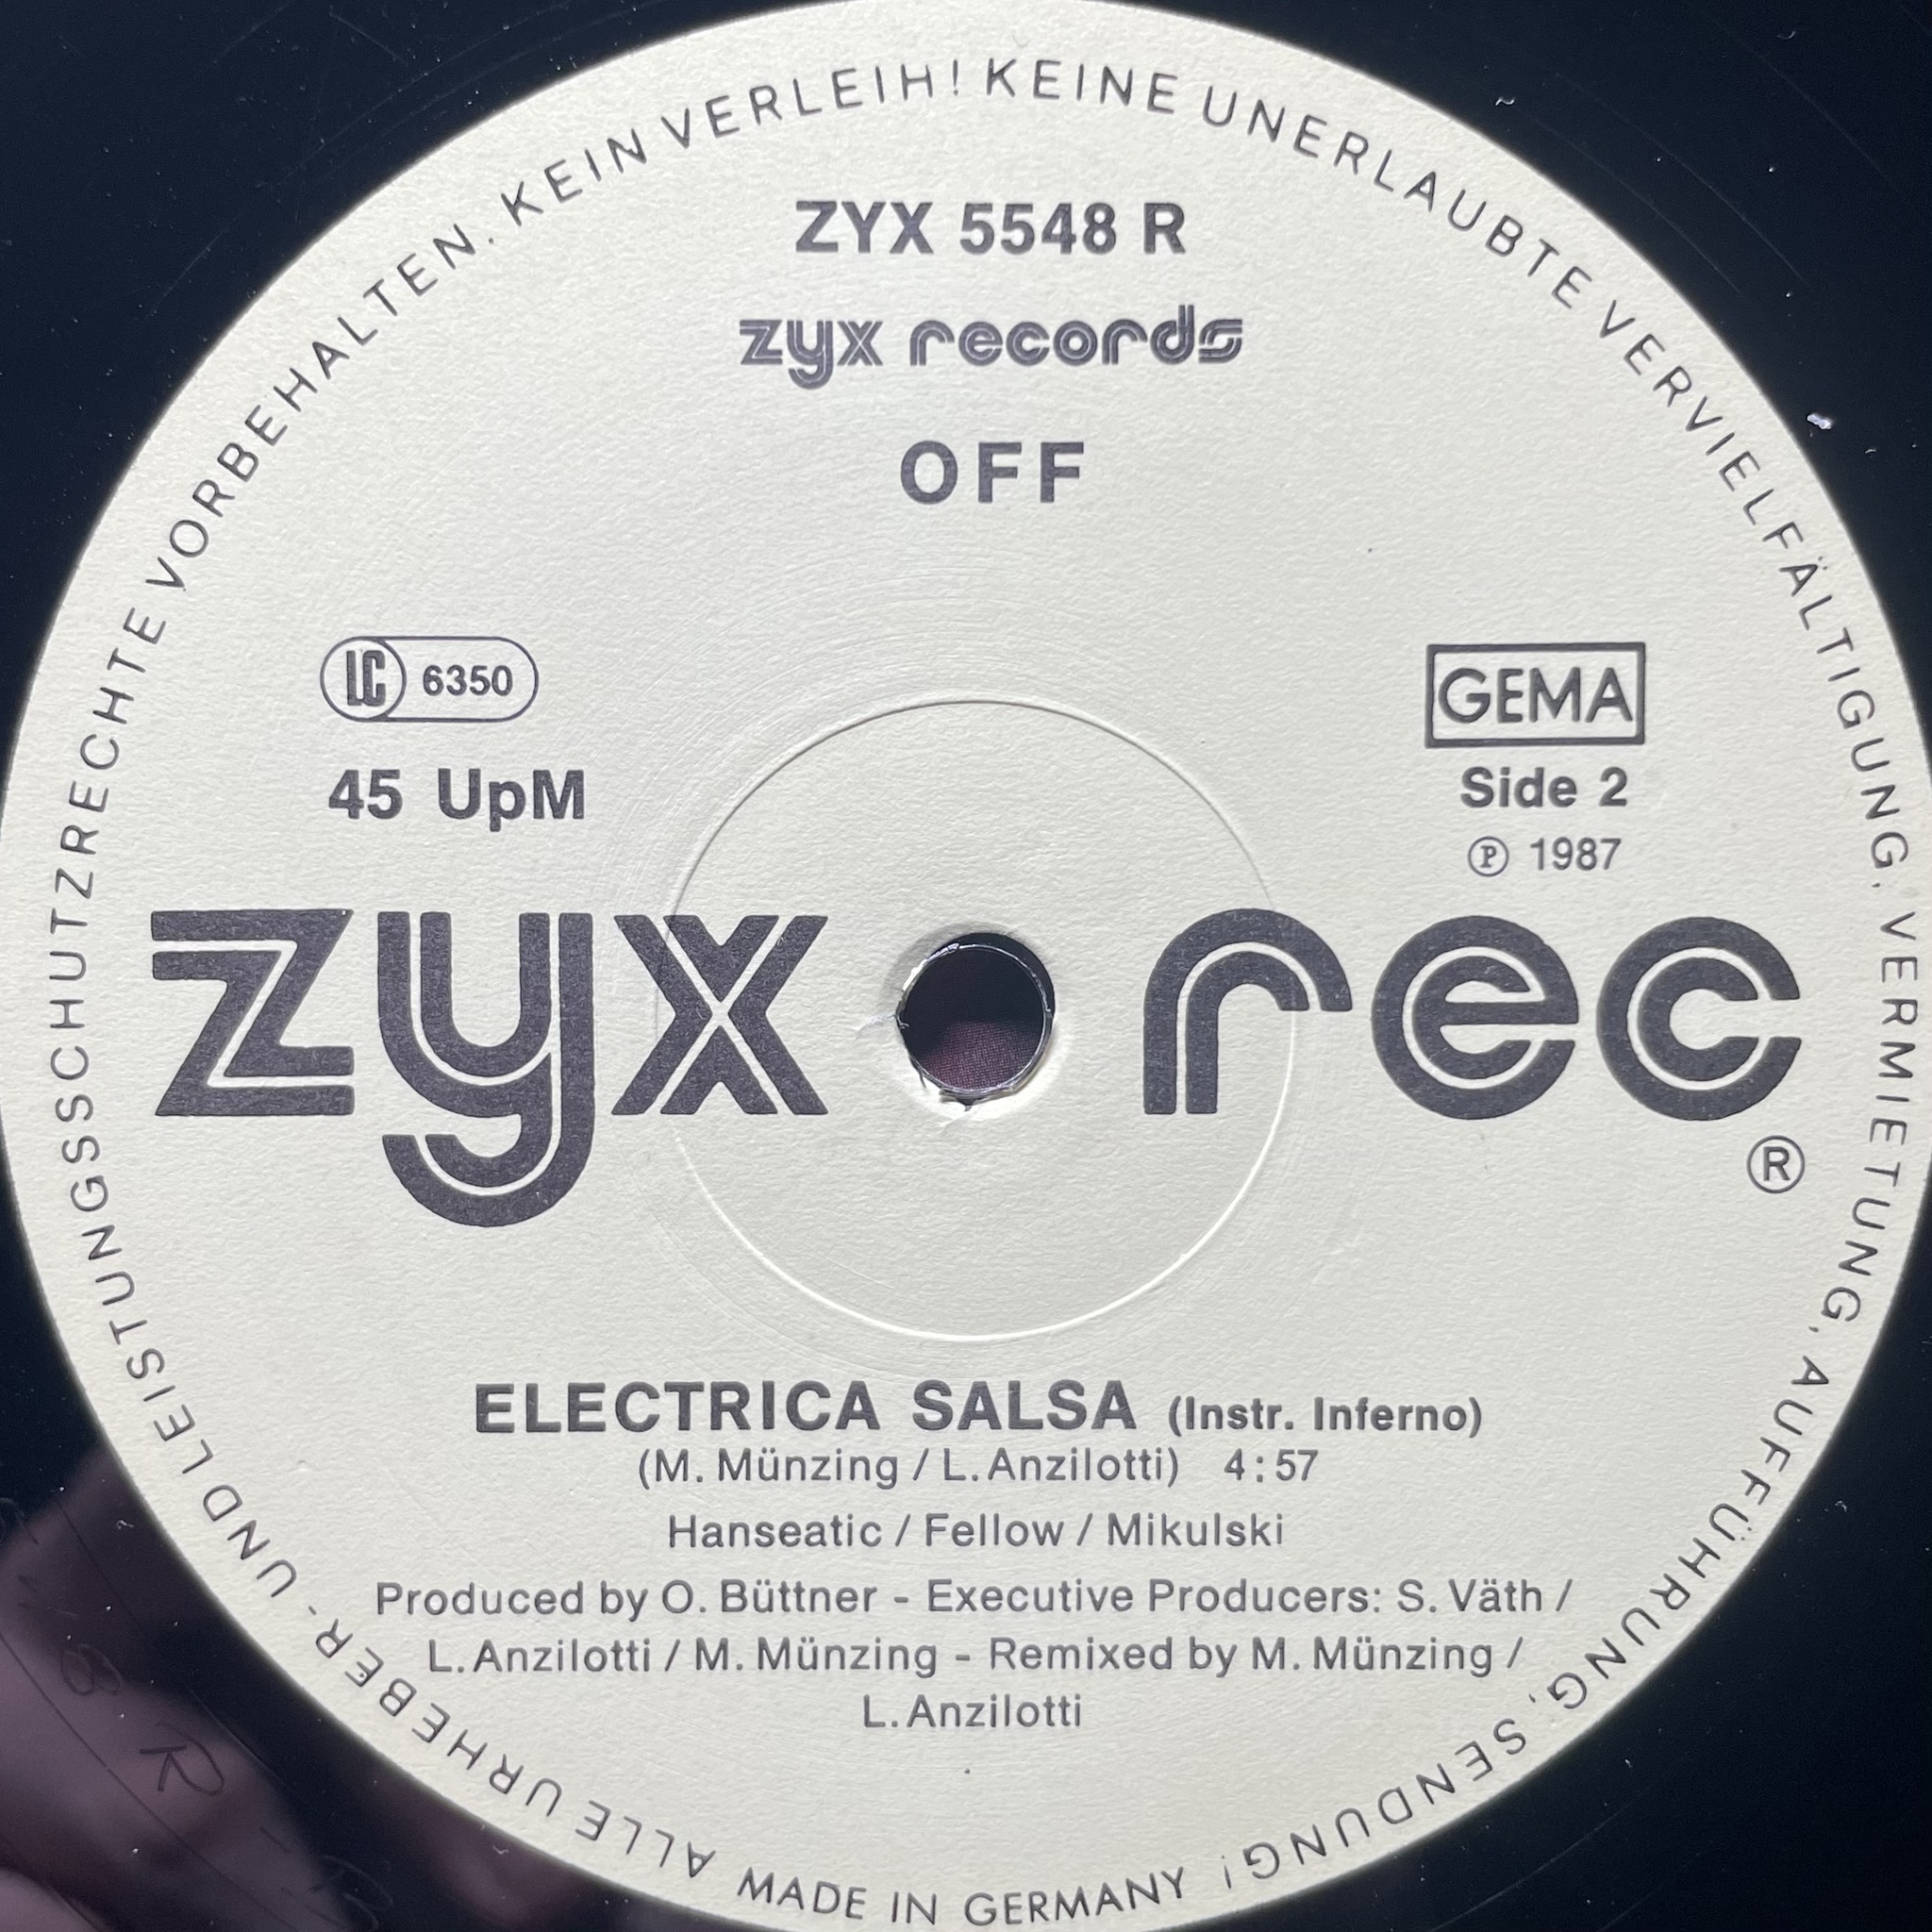 ALLE URHEBER- UND LEISTUNGSSCHUTZRECHTE VORBEHALTEN. KEIN VERLEIH! KEINE UNERLAUBTE VERVIELFÄLTIGUNG, VERMIETUNG, AUFFÜHRUNG, SENDUNG!
ZYX 5548 R
zyx records
OFF
LC 6350
GEMA
45 UpM
Side 2
℗ 1987
zyx rec
®
ELECTRICA SALSA (Instr. Inferno)
(M. Münzing / L. Anzilotti) 4:57
Hanseatic / Fellow / Mikulski
Produced by O. Büttner - Executive Producers: S. Väth /
L. Anzilotti / M. Münzing - Remixed by M. Münzing /
L. Anzilotti
MADE IN GERMANY